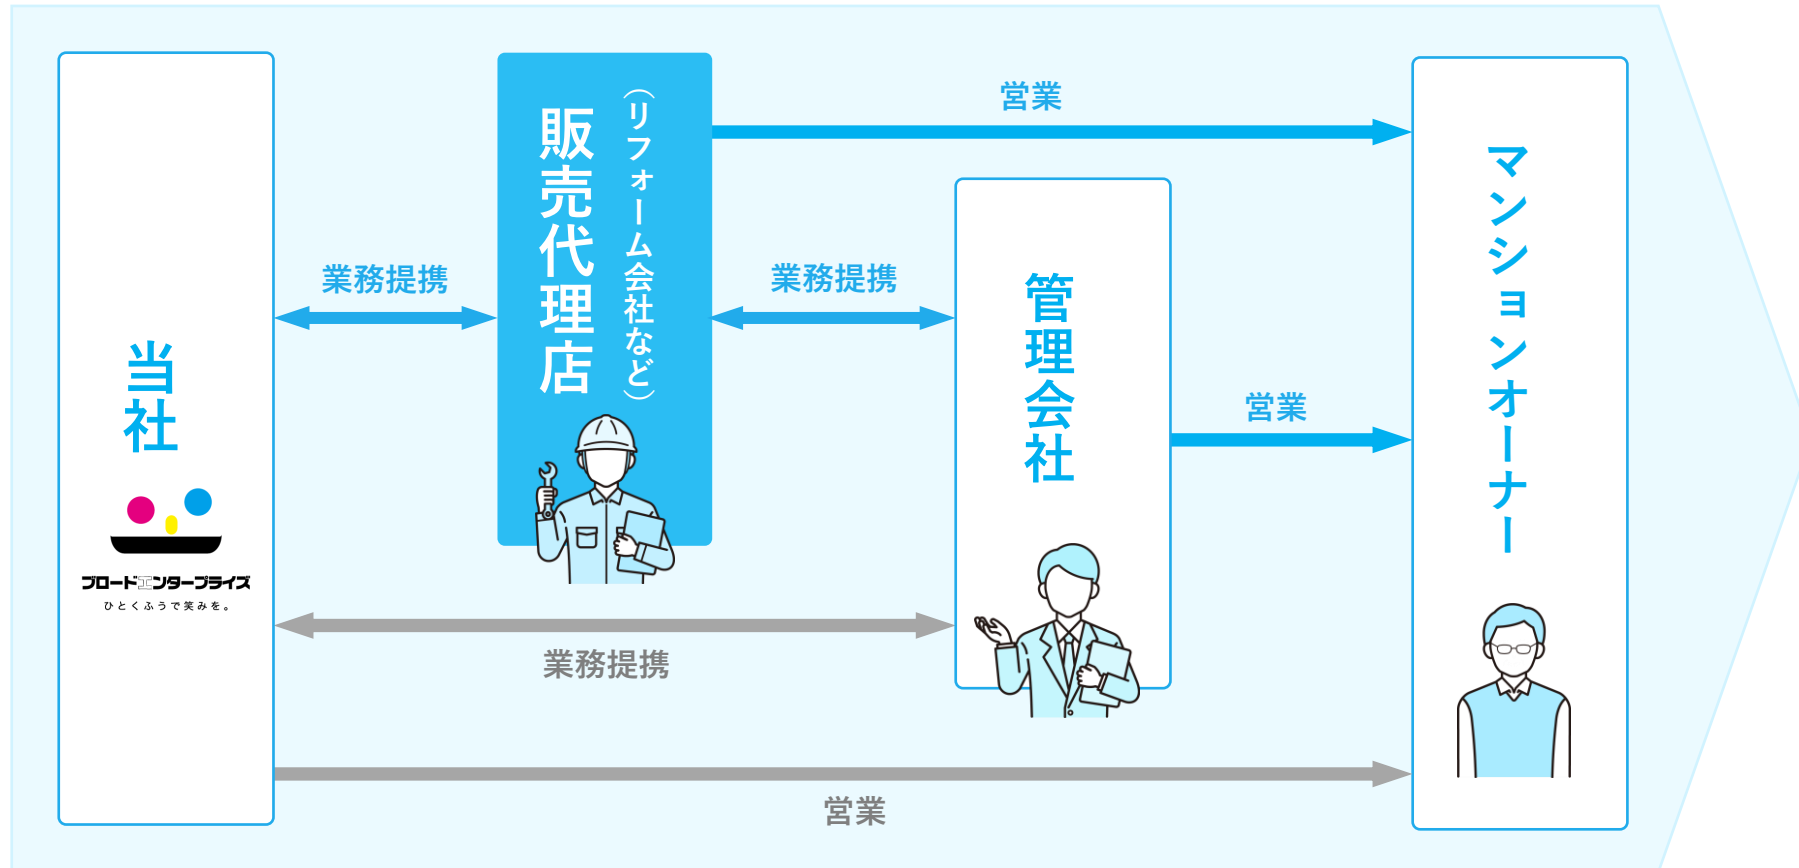 当社
ブロードエンタープライズ
ひとくふうで笑みを。
業務提携
販売代理店
（リフォーム会社など）
業務提携
営業
管理会社
営業
マンションオーナー
業務提携
営業